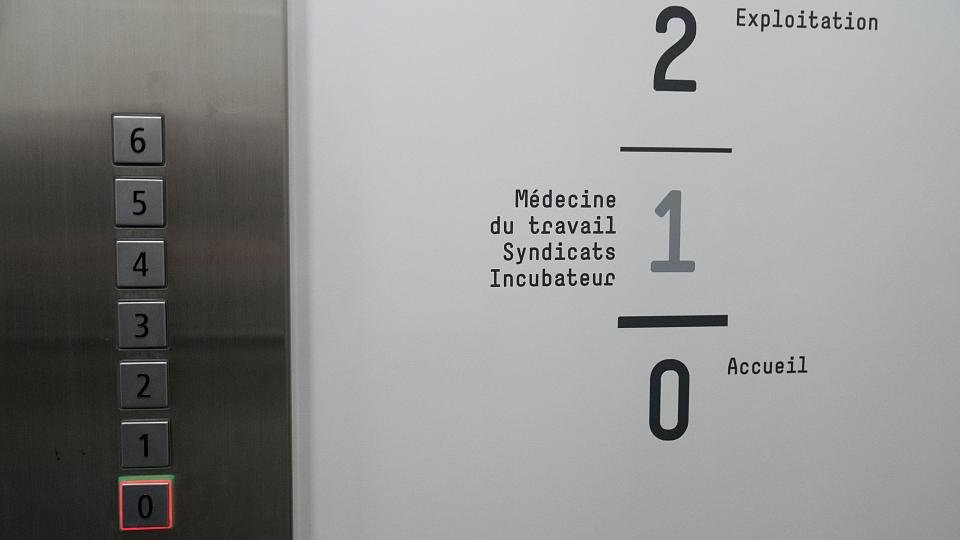 6
5
4
3
2
1
0
2 Exploitation
Médecine
du travail
Syndicats
Incubateur
1
0 Accueil